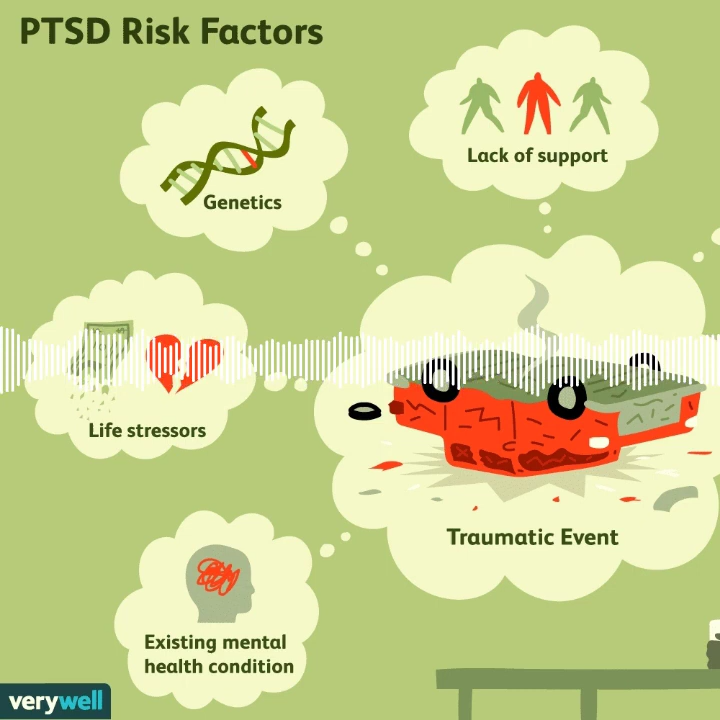 PTSD Risk Factors
Lack of support
Genetics
Life stressors
Traumatic Event
Existing mental
health condition
verywell